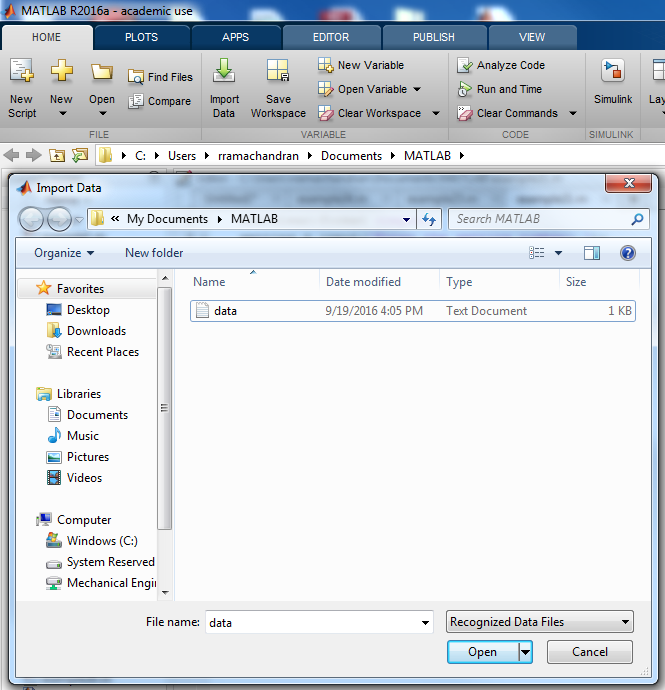 MATLAB R2016a - academic use
HOME PLOTS APPS EDITOR PUBLISH VIEW
New Script
New
Open
Find Files
Compare
Import Data
Save Workspace
New Variable
Open Variable
Clear Workspace
Analyze Code
Run and Time
Clear Commands
Simulink
Lay
FILE VARIABLE CODE SIMULINK
C: Users rramachandran Documents MATLAB
Import Data
« My Documents MATLAB
Search MATLAB
Organize New folder
Name Date modified Type Size
data 9/19/2016 4:05 PM Text Document 1 KB
Favorites
Desktop
Downloads
Recent Places
Libraries
Documents
Music
Pictures
Videos
Computer
Windows (C:)
System Reserved
Mechanical Engi
File name: data Recognized Data Files
Open Cancel